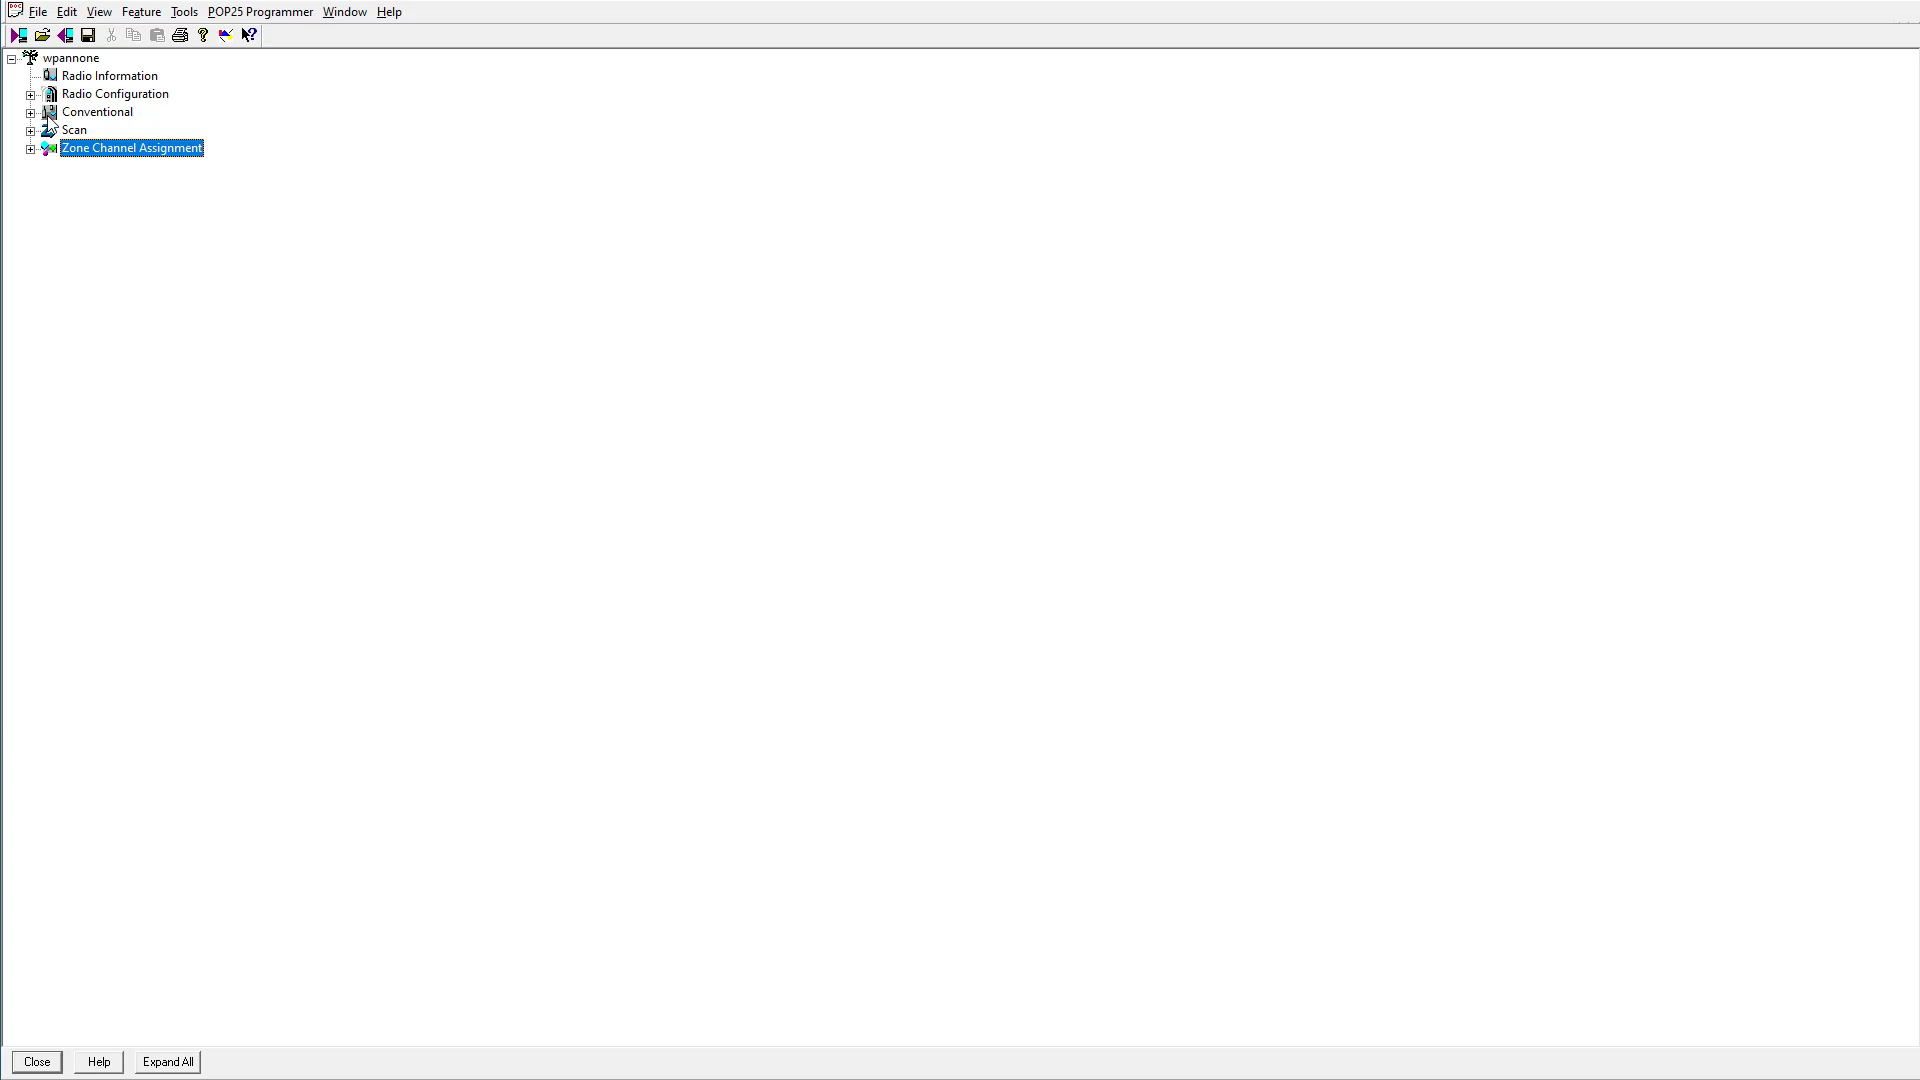 File Edit View Feature Tools POP25 Programmer Window Help
wpannone
Radio Information
Radio Configuration
Conventional
Scan
Zone Channel Assignment
Close Help Expand All